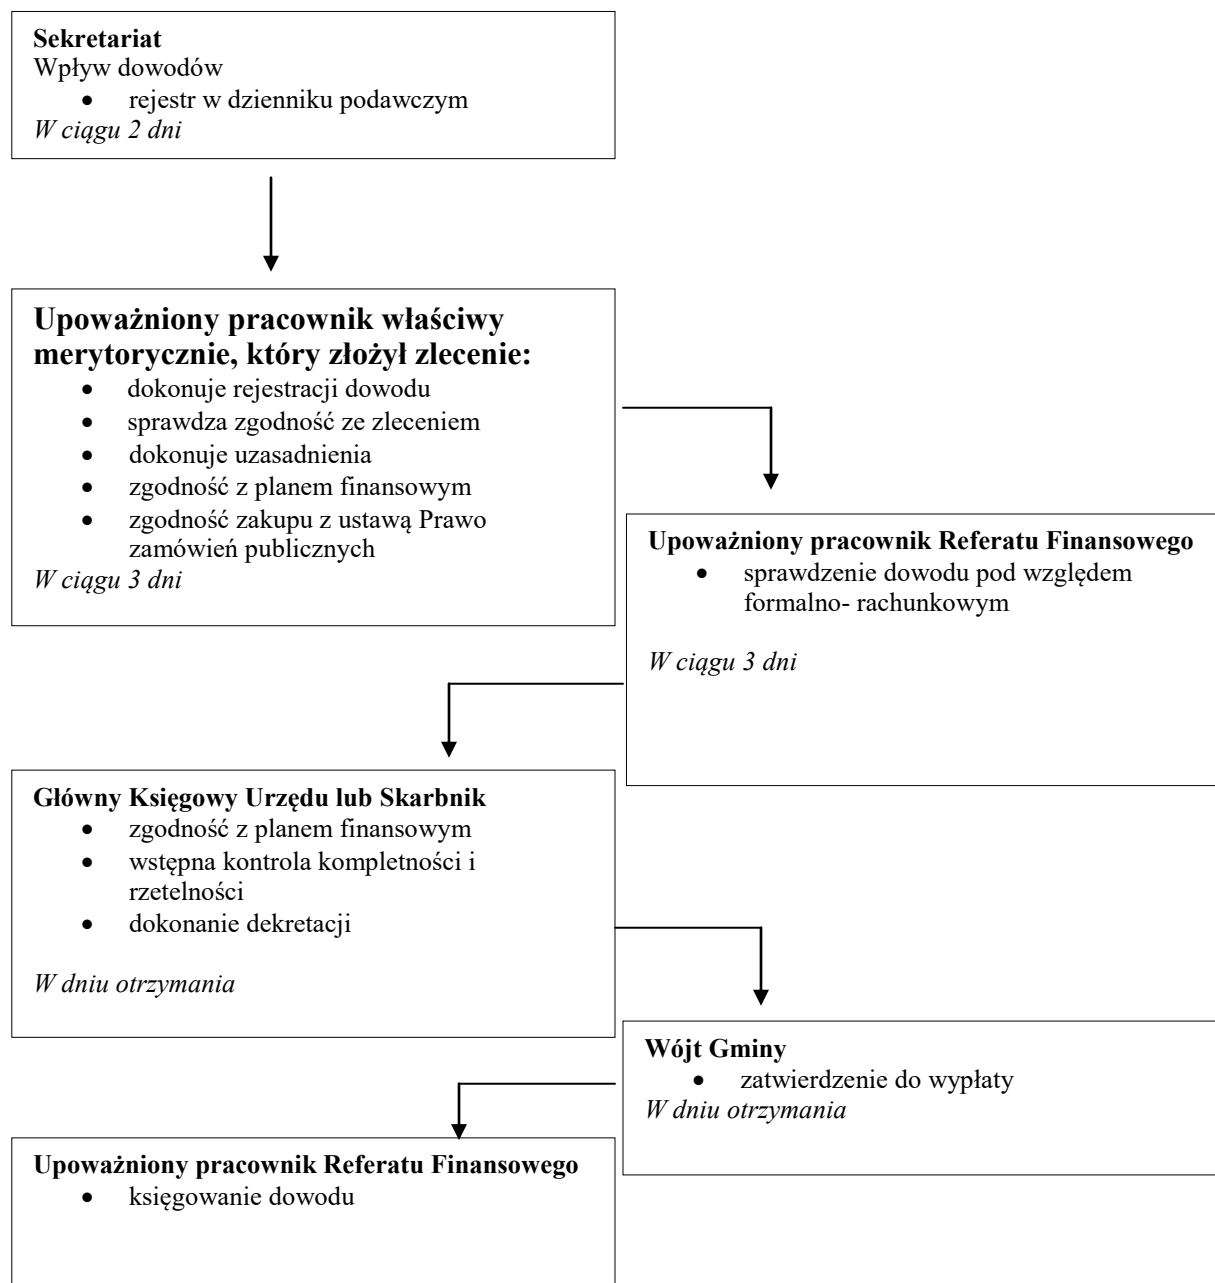 Sekretariat
Wpływ dowodów
• rejestr w dzienniku podawczym
W ciągu 2 dni
Upoważniony pracownik właściwy
merytorycznie, który złożył zlecenie:
• dokonuje rejestracji dowodu
• sprawdza zgodność ze zleceniem
• dokonuje uzasadnienia
• zgodność z planem finansowym
• zgodność zakupu z ustawą Prawo
zamówień publicznych
W ciągu 3 dni
Upoważniony pracownik Referatu Finansowego
• sprawdzenie dowodu pod względem
formalno- rachunkowym
W ciągu 3 dni
Główny Księgowy Urzędu lub Skarbnik
• zgodność z planem finansowym
• wstępna kontrola kompletności i
rzetelności
• dokonanie dekretacji
W dniu otrzymania
Wójt Gminy
• zatwierdzenie do wypłaty
W dniu otrzymania
Upoważniony pracownik Referatu Finansowego
• księgowanie dowodu